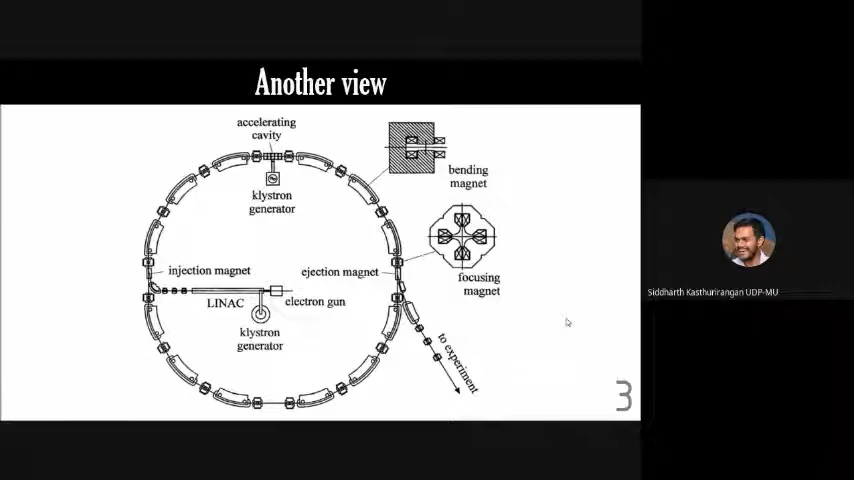 Another view
accelerating
cavity
klystron
generator
bending
magnet
injection magnet
ejection magnet
focusing
magnet
LINAC
electron gun
klystron
generator
to experiment
3
Siddharth Kasthurirangan UDP-MU